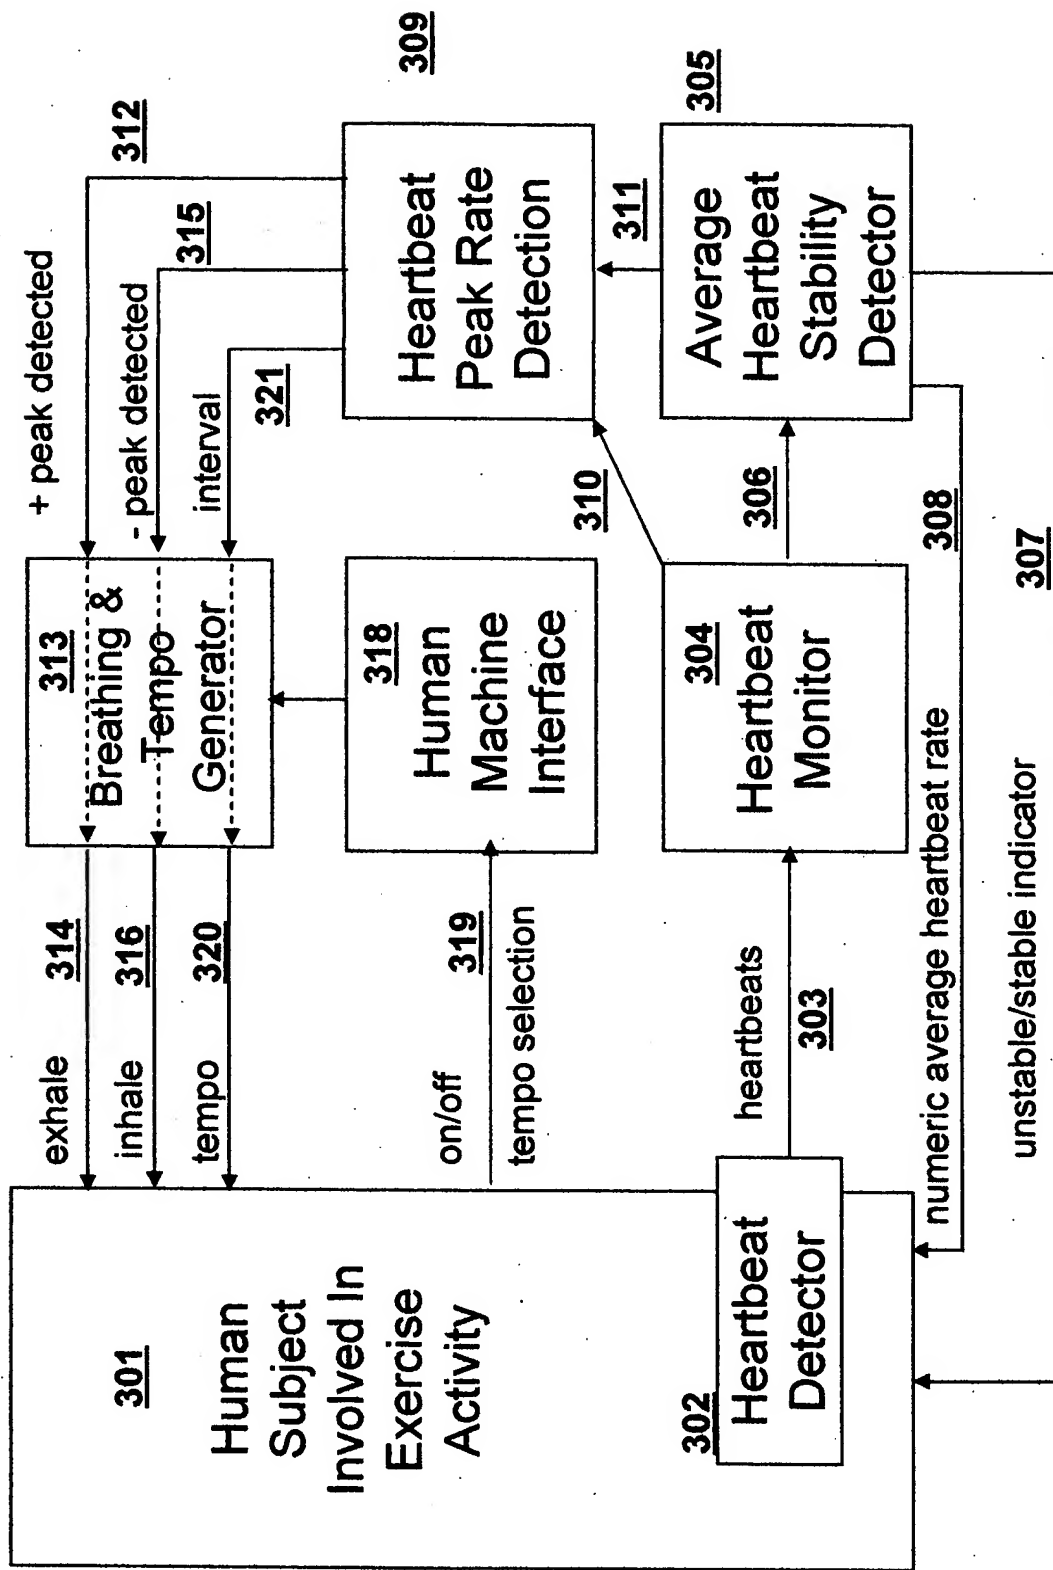 301
Human
Subject
Involved In
Exercise
Activity
302
Heartbeat
Detector
exhale
314
inhale
316
tempo
320
on/off
319
tempo selection
heartbeats
303
numeric average heartbeat rate
308
unstable/stable indicator
307
313
Breathing &
Tempo
Generator
318
Human
Machine
Interface
304
Heartbeat
Monitor
+ peak detected
312
- peak detected
315
interval
321
310
306
309
Heartbeat
Peak Rate
Detection
311
305
Average
Heartbeat
Stability
Detector